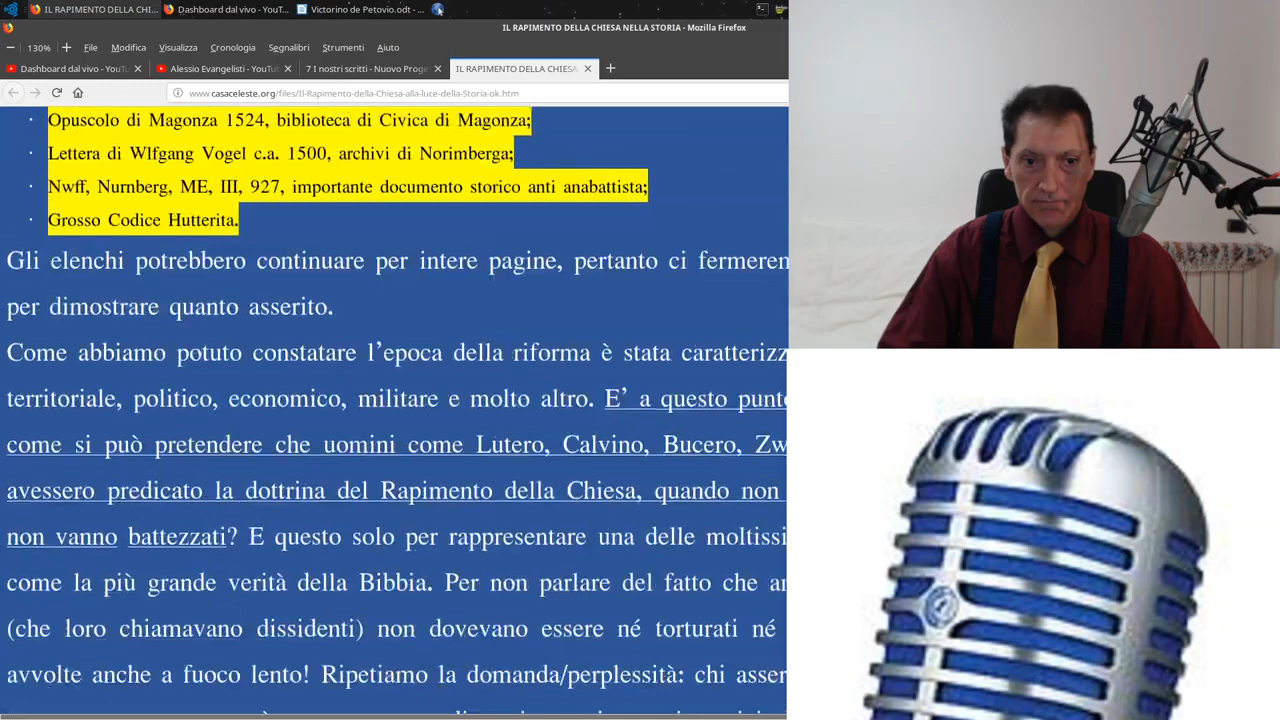 IL RAPIMENTO DELLA CHI...
Dashboard dal vivo - YouT...
Victorino de Petovio.odt - ...
IL RAPIMENTO DELLA CHIESA NELLA STORIA - Mozilla Firefox
130% File Modifica Visualizza Cronologia Segnalibri Strumenti Aiuto
Dashboard dal vivo - YouTu
Alessio Evangelisti - YouTu
7 I nostri scritti - Nuovo Proge
IL RAPIMENTO DELLA CHIESA
www.casaceleste.org/files/Il-Rapimento-della-Chiesa-alla-luce-della-Storia-ok.htm
· Opuscolo di Magonza 1524, biblioteca di Civica di Magonza;
· Lettera di Wlfgang Vogel c.a. 1500, archivi di Norimberga;
· Nwff, Nurnberg, ME, III, 927, importante documento storico anti anabattista;
· Grosso Codice Hutterita.
Gli elenchi potrebbero continuare per intere pagine, pertanto ci fermeren
per dimostrare quanto asserito.
Come abbiamo potuto constatare l’epoca della riforma è stata caratterizz
territoriale, politico, economico, militare e molto altro. E’ a questo punto
come si può pretendere che uomini come Lutero, Calvino, Bucero, Zw
avessero predicato la dottrina del Rapimento della Chiesa, quando non
non vanno battezzati? E questo solo per rappresentare una delle moltissi
come la più grande verità della Bibbia. Per non parlare del fatto che an
(che loro chiamavano dissidenti) non dovevano essere né torturati né
avvolte anche a fuoco lento! Ripetiamo la domanda/perplessità: chi asser